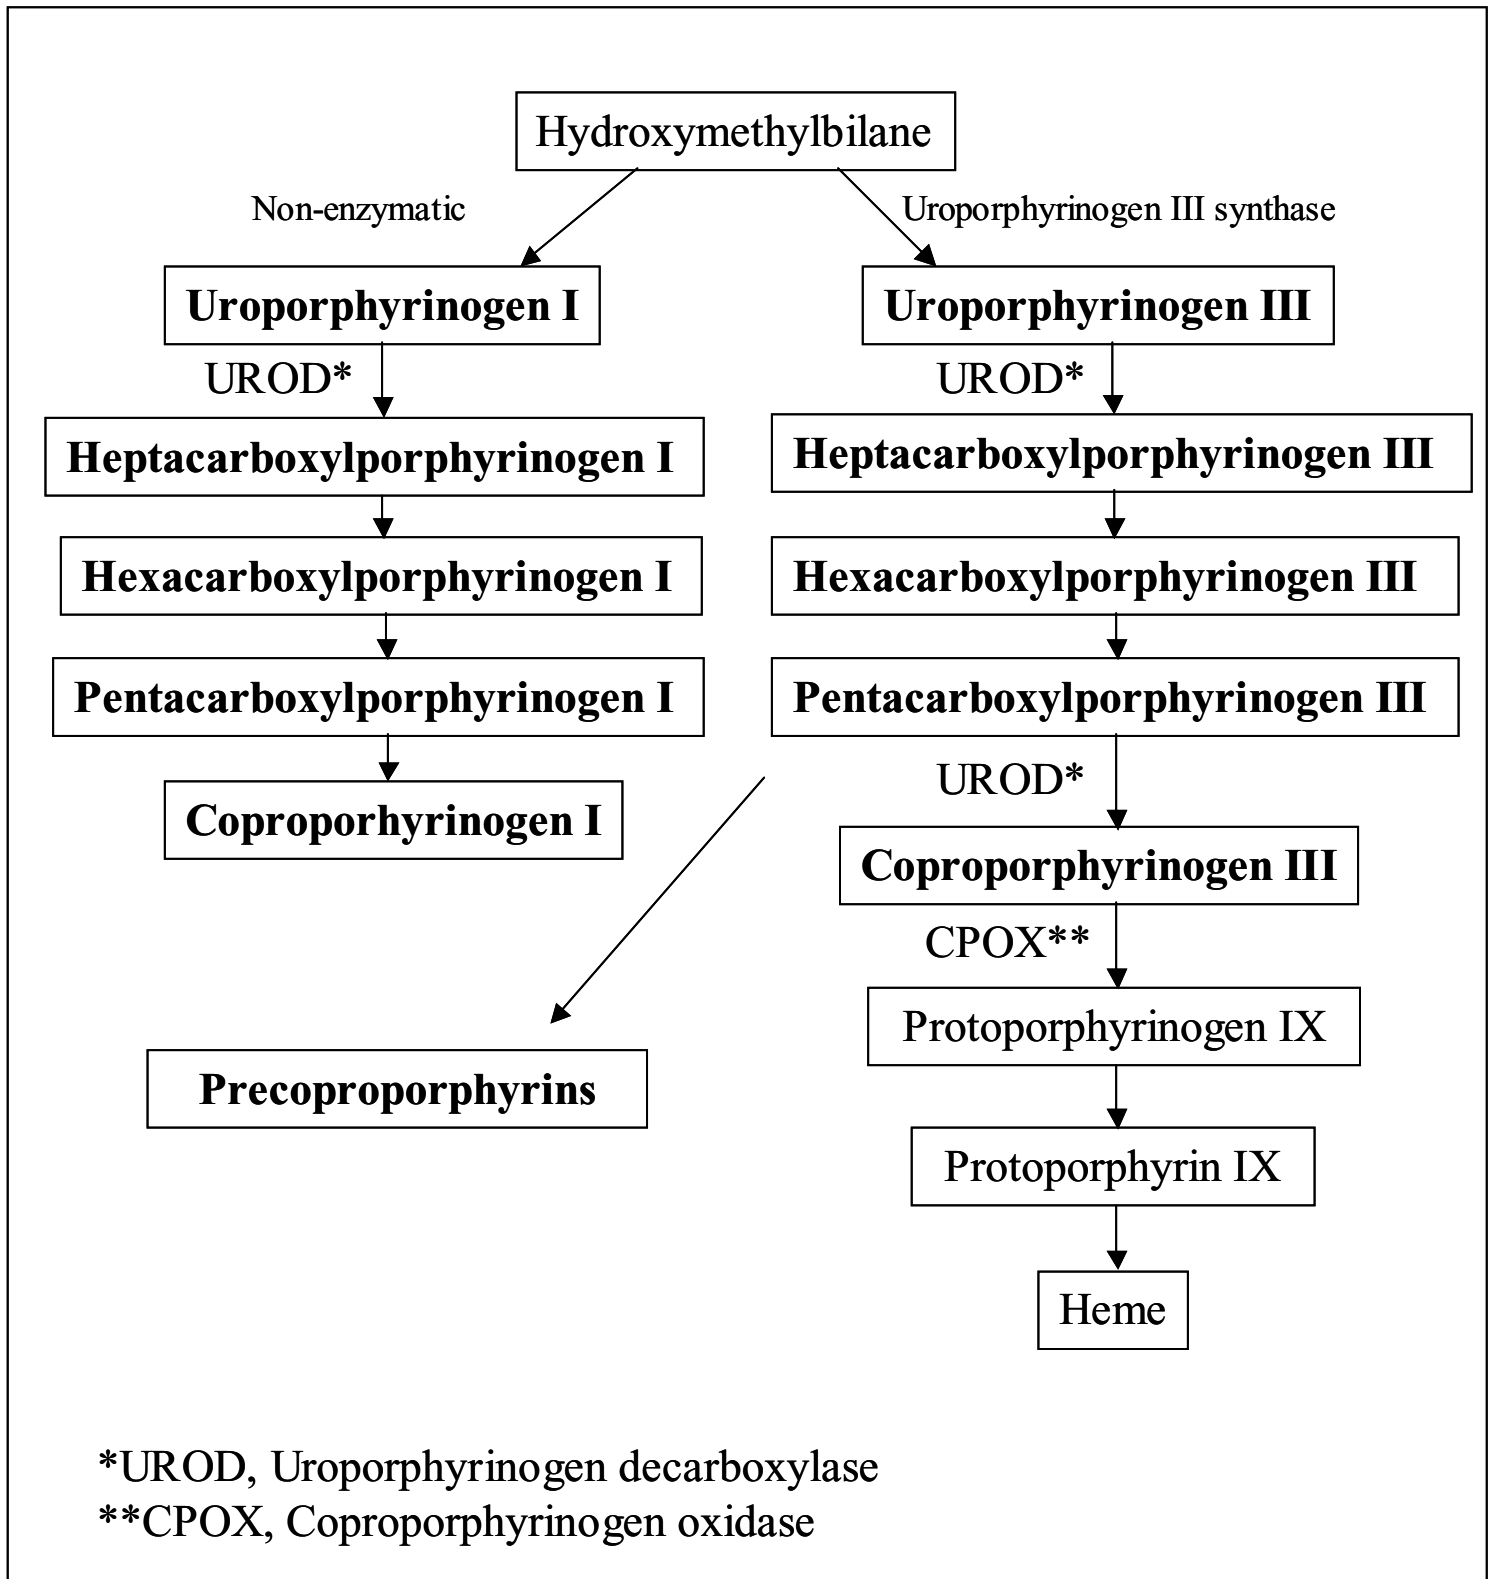 Hydroxymethylbilane
Non-enzymatic
Uroporphyrinogen III synthase
Uroporphyrinogen I
Uroporphyrinogen III
UROD*
UROD*
Heptacarboxylporphyrinogen I
Heptacarboxylporphyrinogen III
Hexacarboxylporphyrinogen I
Hexacarboxylporphyrinogen III
Pentacarboxylporphyrinogen I
Pentacarboxylporphyrinogen III
UROD*
Coproporhyrinogen I
Coproporphyrinogen III
CPOX**
Protoporphyrinogen IX
Precoproporphyrins
Protoporphyrin IX
Heme
*UROD, Uroporphyrinogen decarboxylase
**CPOX, Coproporphyrinogen oxidase